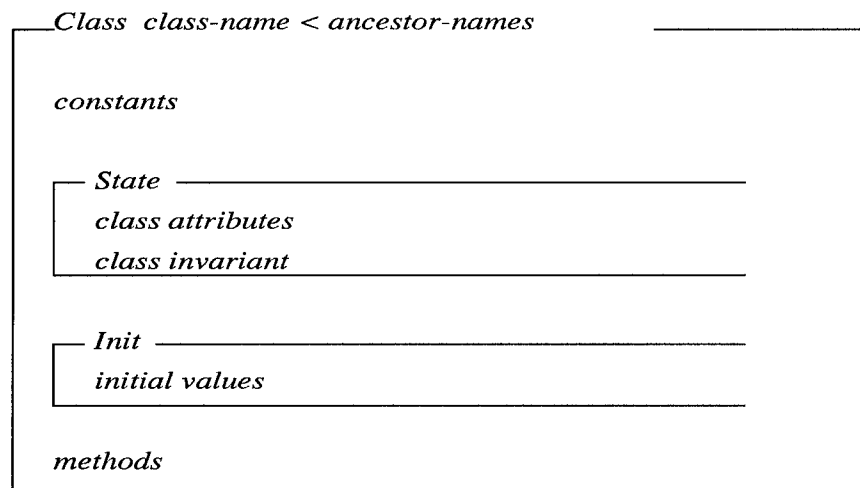 Class class-name < ancestor-names
constants
State
class attributes
class invariant
Init
initial values
methods